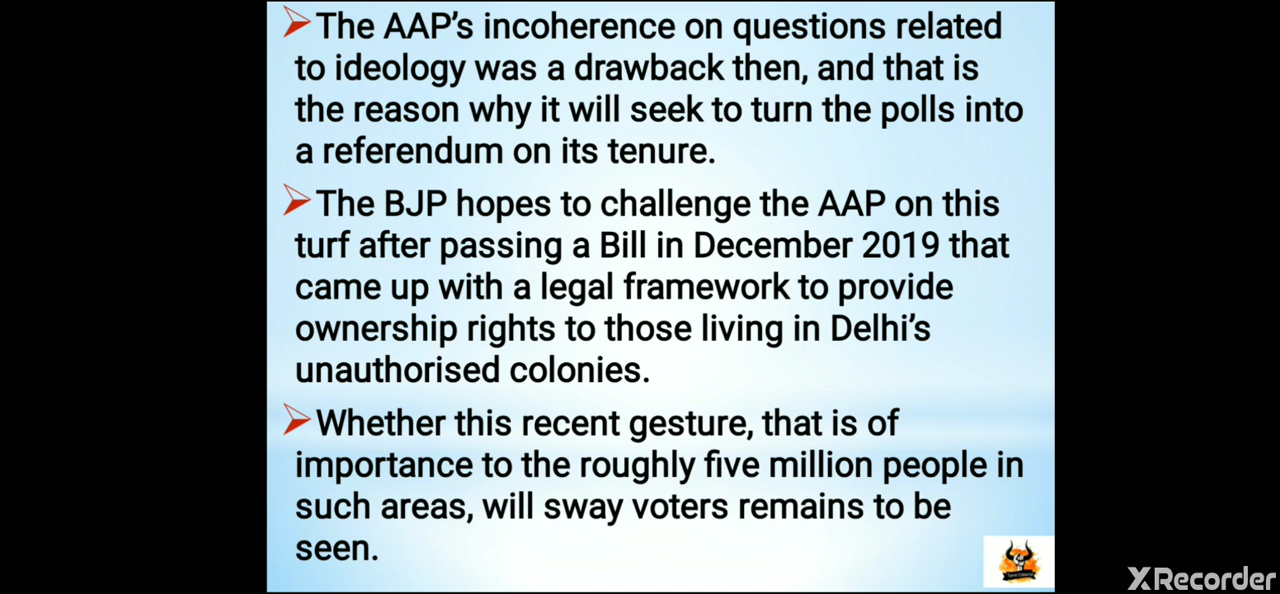 The AAP’s incoherence on questions related
to ideology was a drawback then, and that is
the reason why it will seek to turn the polls into
a referendum on its tenure.
The BJP hopes to challenge the AAP on this
turf after passing a Bill in December 2019 that
came up with a legal framework to provide
ownership rights to those living in Delhi’s
unauthorised colonies.
Whether this recent gesture, that is of
importance to the roughly five million people in
such areas, will sway voters remains to be
seen.
XRecorder